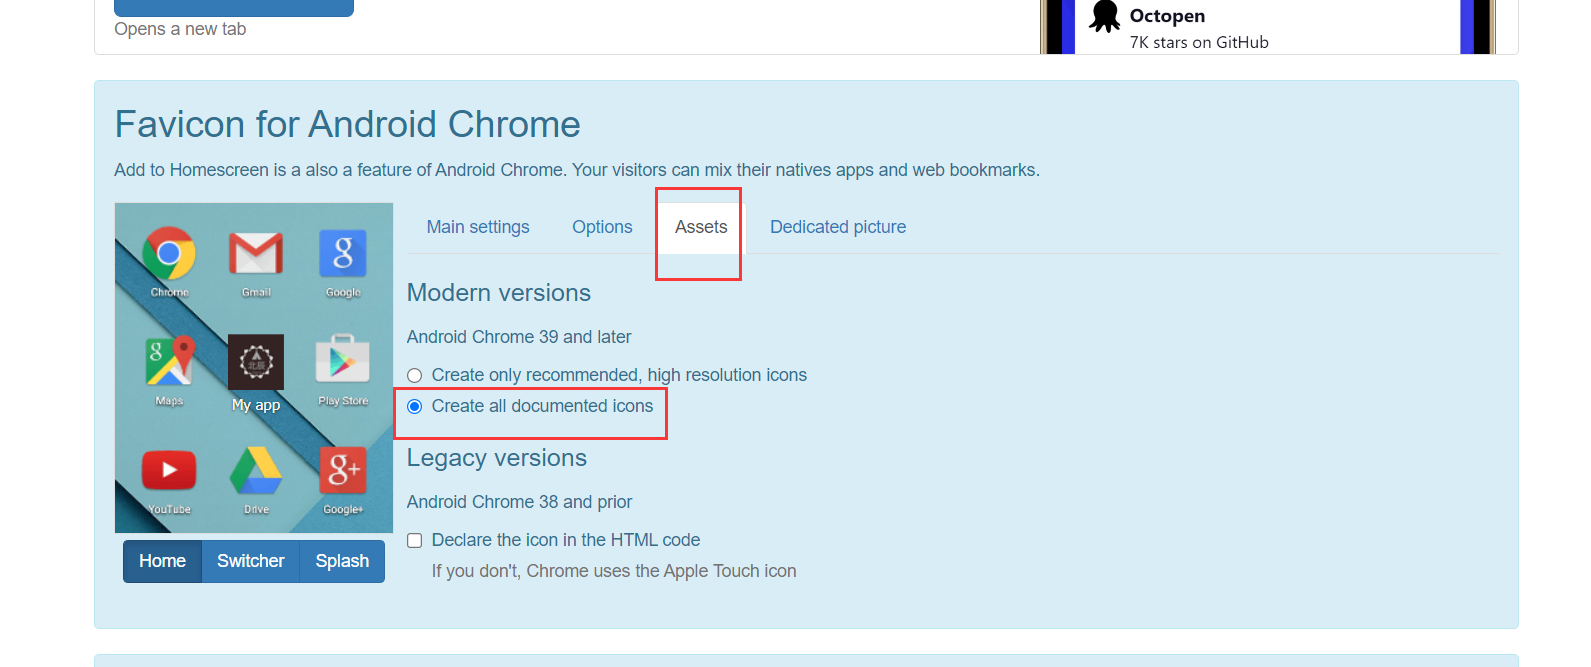 Opens a new tab
Octopen
7K stars on GitHub
Favicon for Android Chrome
Add to Homescreen is a also a feature of Android Chrome. Your visitors can mix their natives apps and web bookmarks.
Main settings Options Assets Dedicated picture
Chrome Gmail Google
Maps My app Play Store
北辰
YouTube Drive Google+
Home Switcher Splash
Modern versions
Android Chrome 39 and later
Create only recommended, high resolution icons
Create all documented icons
Legacy versions
Android Chrome 38 and prior
Declare the icon in the HTML code
If you don't, Chrome uses the Apple Touch icon